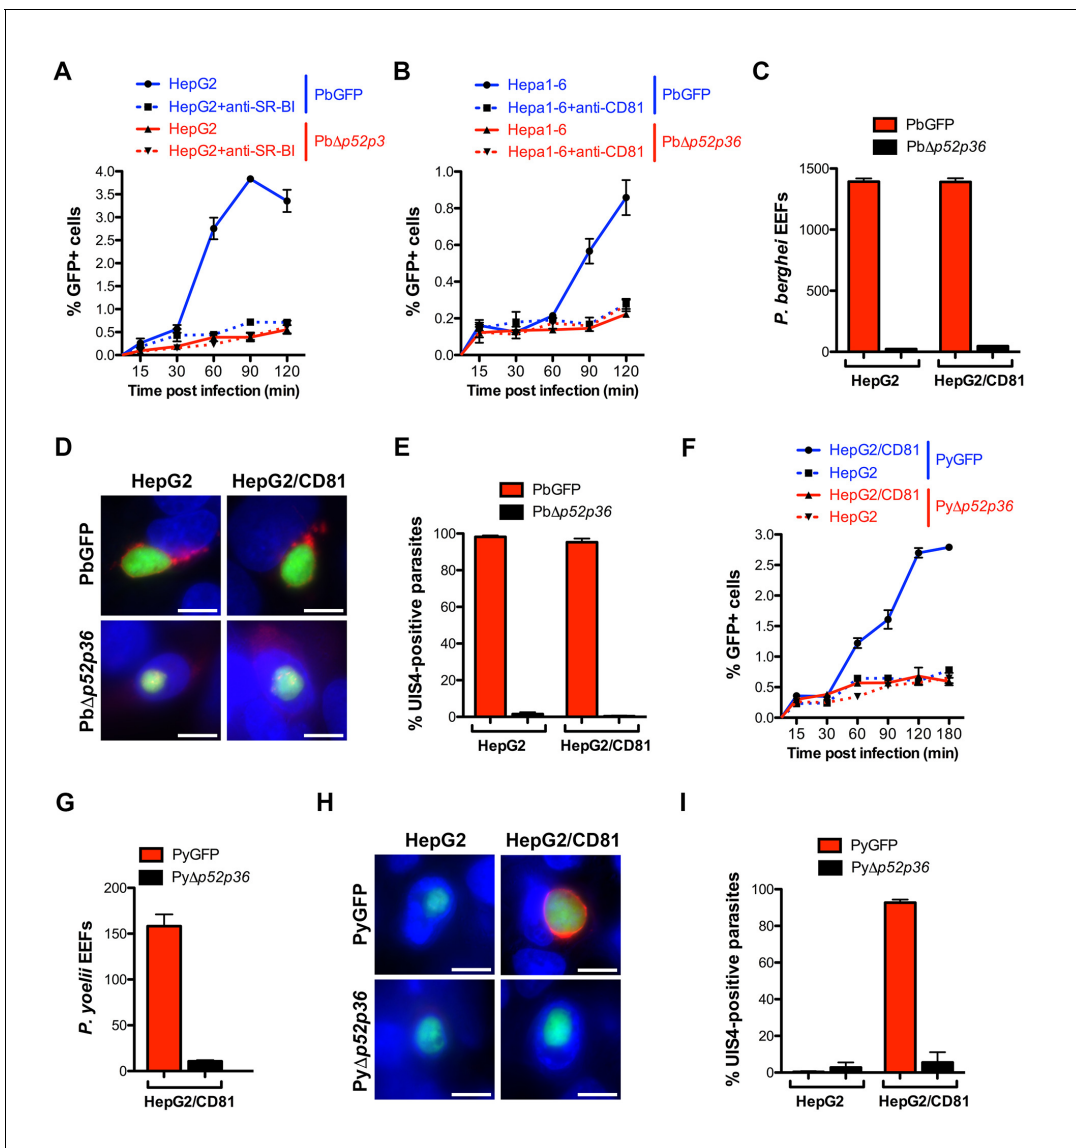 A
HepG2
HepG2+anti-SR-BI
PbGFP
HepG2
HepG2+anti-SR-BI
PbΔp52p3
4.0
3.5
3.0
2.5
2.0
1.5
1.0
0.5
0.0
% GFP+ cells
15 30 60 90 120
Time post infection (min)
B
Hepa1-6
Hepa1-6+anti-CD81
PbGFP
Hepa1-6
Hepa1-6+anti-CD81
PbΔp52p36
1.0
0.8
0.6
0.4
0.2
0.0
% GFP+ cells
15 30 60 90 120
Time post infection (min)
C
PbGFP
PbΔp52p36
1500
1000
500
0
P. berghei EEFs
HepG2 HepG2/CD81
D
HepG2 HepG2/CD81
PbGFP
PbΔp52p36
E
PbGFP
PbΔp52p36
100
80
60
40
20
0
% UIS4-positive parasites
HepG2 HepG2/CD81
F
HepG2/CD81
HepG2
PyGFP
HepG2/CD81
HepG2
PyΔp52p36
3.0
2.5
2.0
1.5
1.0
0.5
0.0
% GFP+ cells
15 30 60 90 120 180
Time post infection (min)
G
PyGFP
PyΔp52p36
200
150
100
50
0
P. yoelii EEFs
HepG2/CD81
H
HepG2 HepG2/CD81
PyGFP
PyΔp52p36
I
PyGFP
PyΔp52p36
100
80
60
40
20
0
% UIS4-positive parasites
HepG2 HepG2/CD81